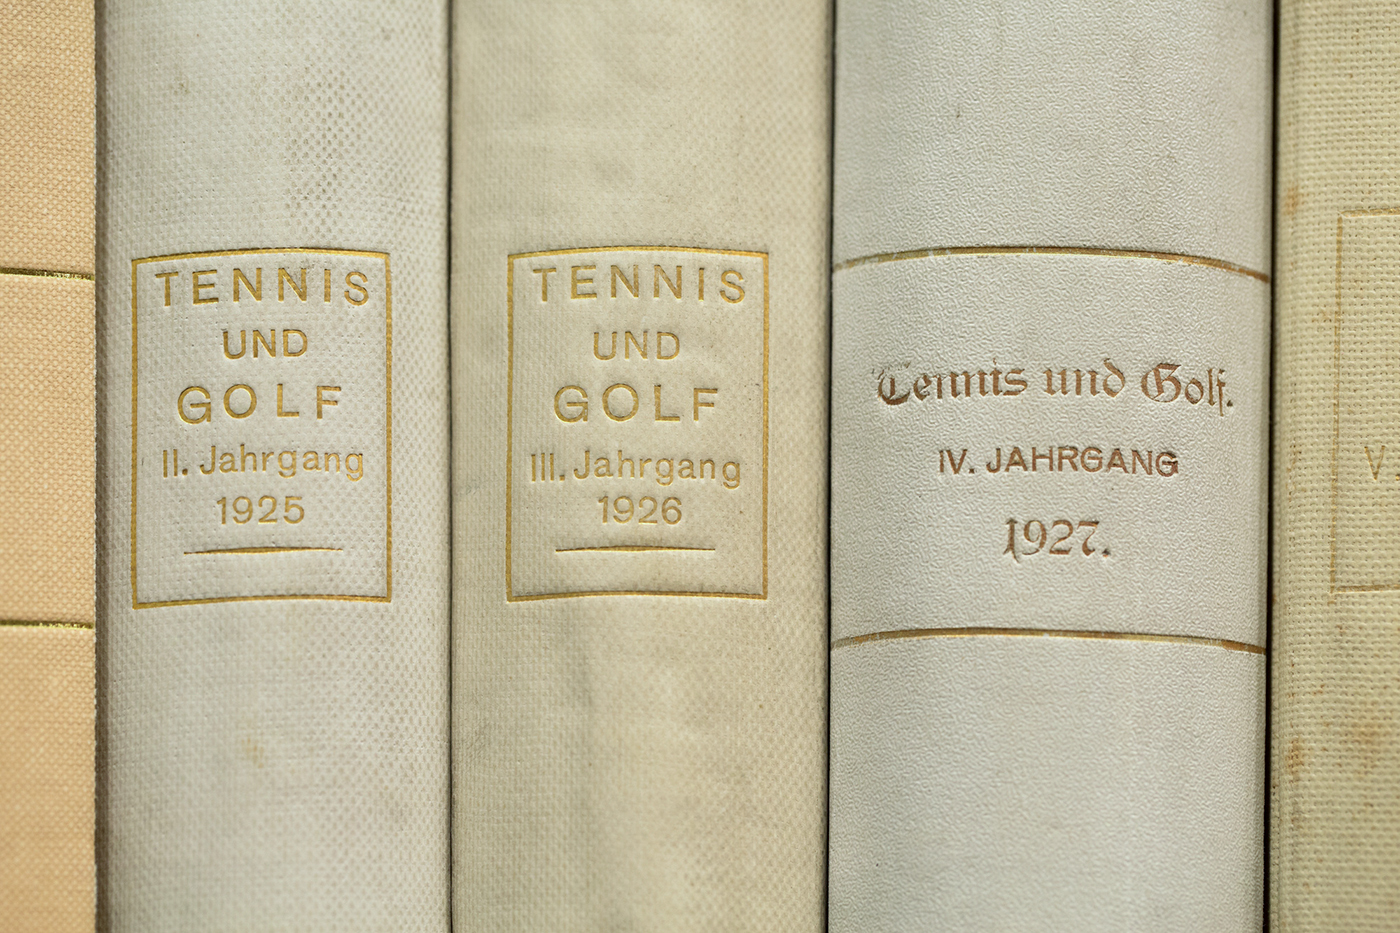 TENNIS
UND
GOLF
II. Jahrgang
1925
TENNIS
UND
GOLF
III. Jahrgang
1926
Tennis und Golf.
IV. JAHRGANG
1927.
V